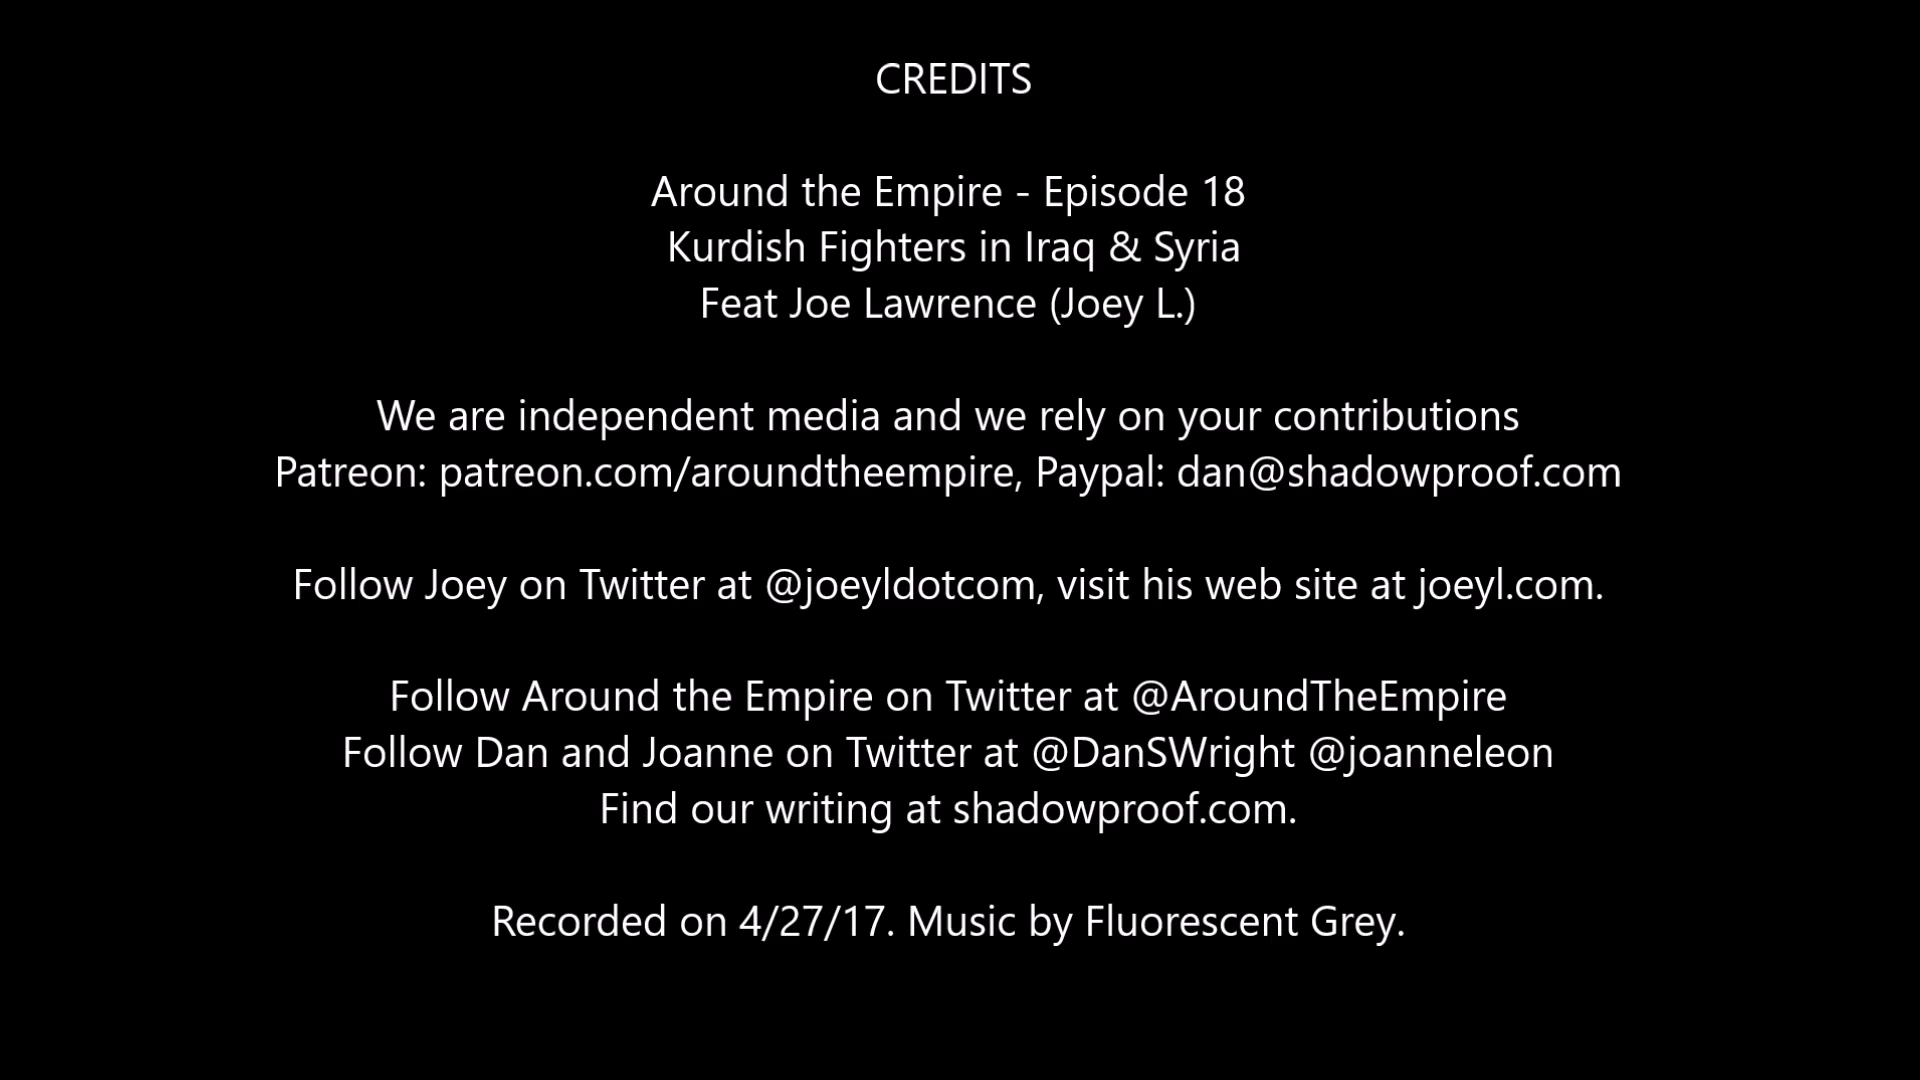 CREDITS
Around the Empire - Episode 18
Kurdish Fighters in Iraq & Syria
Feat Joe Lawrence (Joey L.)
We are independent media and we rely on your contributions
Patreon: patreon.com/aroundtheempire, Paypal: dan@shadowproof.com
Follow Joey on Twitter at @joeyldotcom, visit his web site at joeyl.com.
Follow Around the Empire on Twitter at @AroundTheEmpire
Follow Dan and Joanne on Twitter at @DanSWright @joanneleon
Find our writing at shadowproof.com.
Recorded on 4/27/17. Music by Fluorescent Grey.